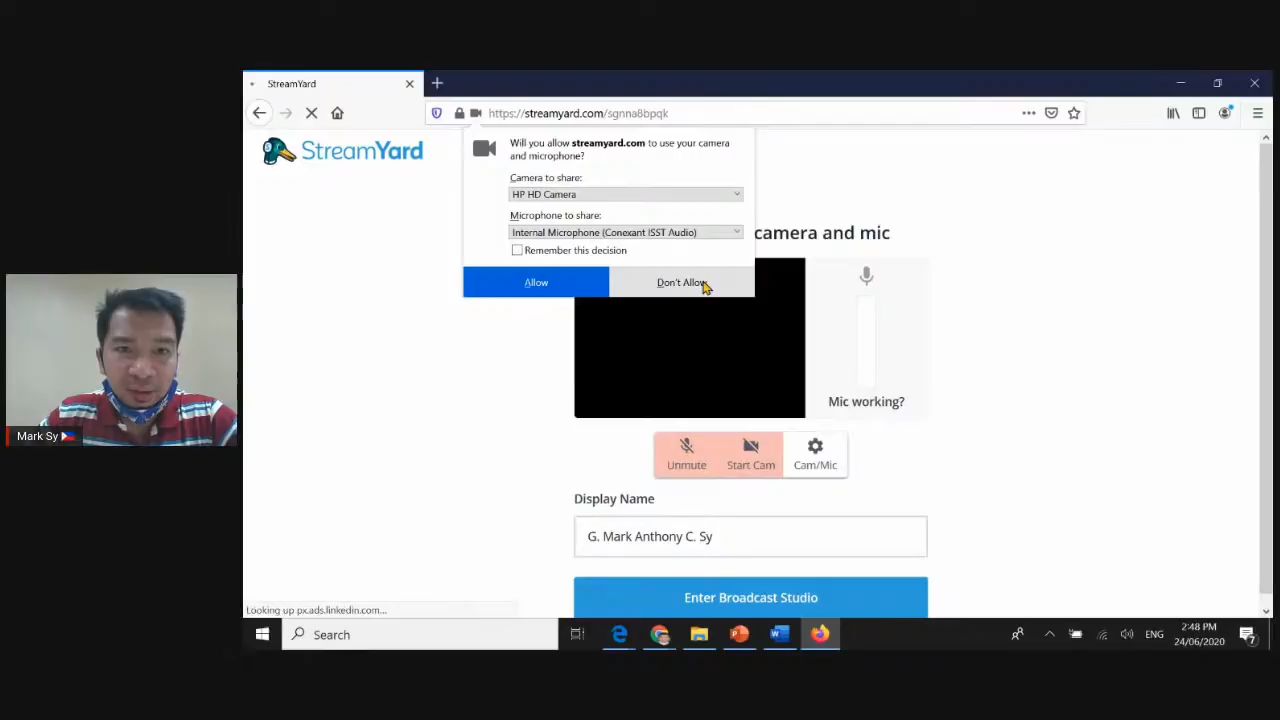 StreamYard
https://streamyard.com/sgnna8bpqk
StreamYard
Will you allow streamyard.com to use your camera
and microphone?
Camera to share:
HP HD Camera
Microphone to share:
Internal Microphone (Conexant ISST Audio)
Remember this decision
Allow
Don't Allow
camera and mic
Mic working?
Unmute
Start Cam
Cam/Mic
Display Name
G. Mark Anthony C. Sy
Enter Broadcast Studio
Looking up px.ads.linkedin.com...
Mark Sy
Search
ENG
2:48 PM
24/06/2020
7